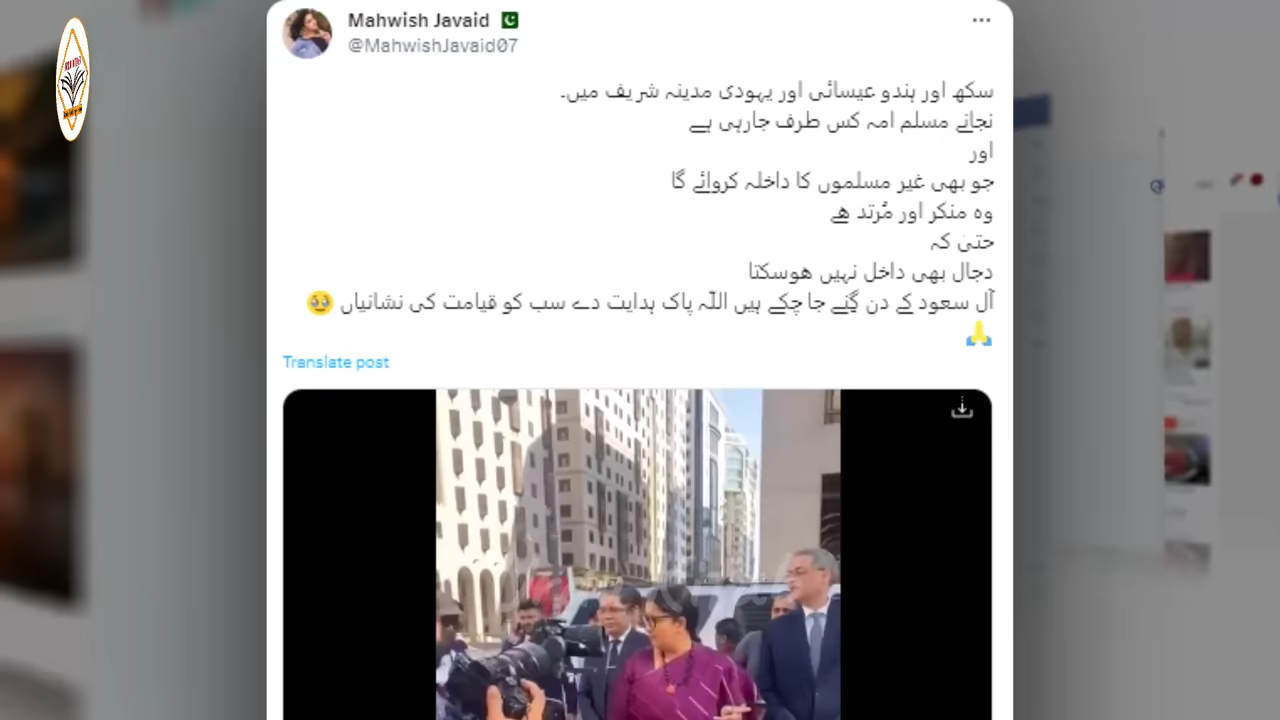 Mahwish Javaid
@MahwishJavaid07
سکھ اور ہندو عیسائی اور یہودی مدینہ شریف میں۔
نجانے مسلم امہ کس طرف جارہی ہے
اور
جو بھی غیر مسلموں کا داخلہ کروائے گا
وہ منکر اور مُرتد ھے
حتیٰ کہ
دجال بھی داخل نہیں ھوسکتا
آل سعود کے دن گِنے جا چکے ہیں اللّٰہ پاک ہدایت دے سب کو قیامت کی نشانیاں 🥹
🙏
Translate post